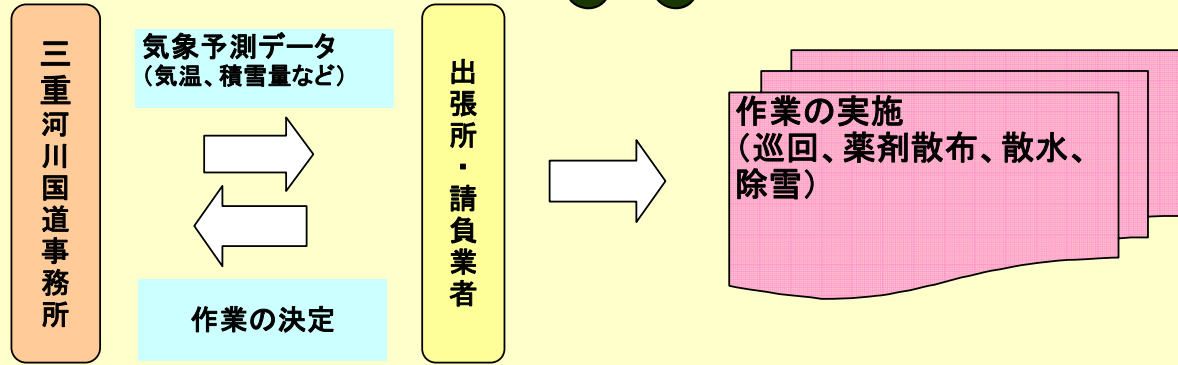 三重河川国道事務所
気象予測データ
（気温、積雪量など）
作業の決定
出張所・請負業者
作業の実施
（巡回、薬剤散布、散水、
除雪）